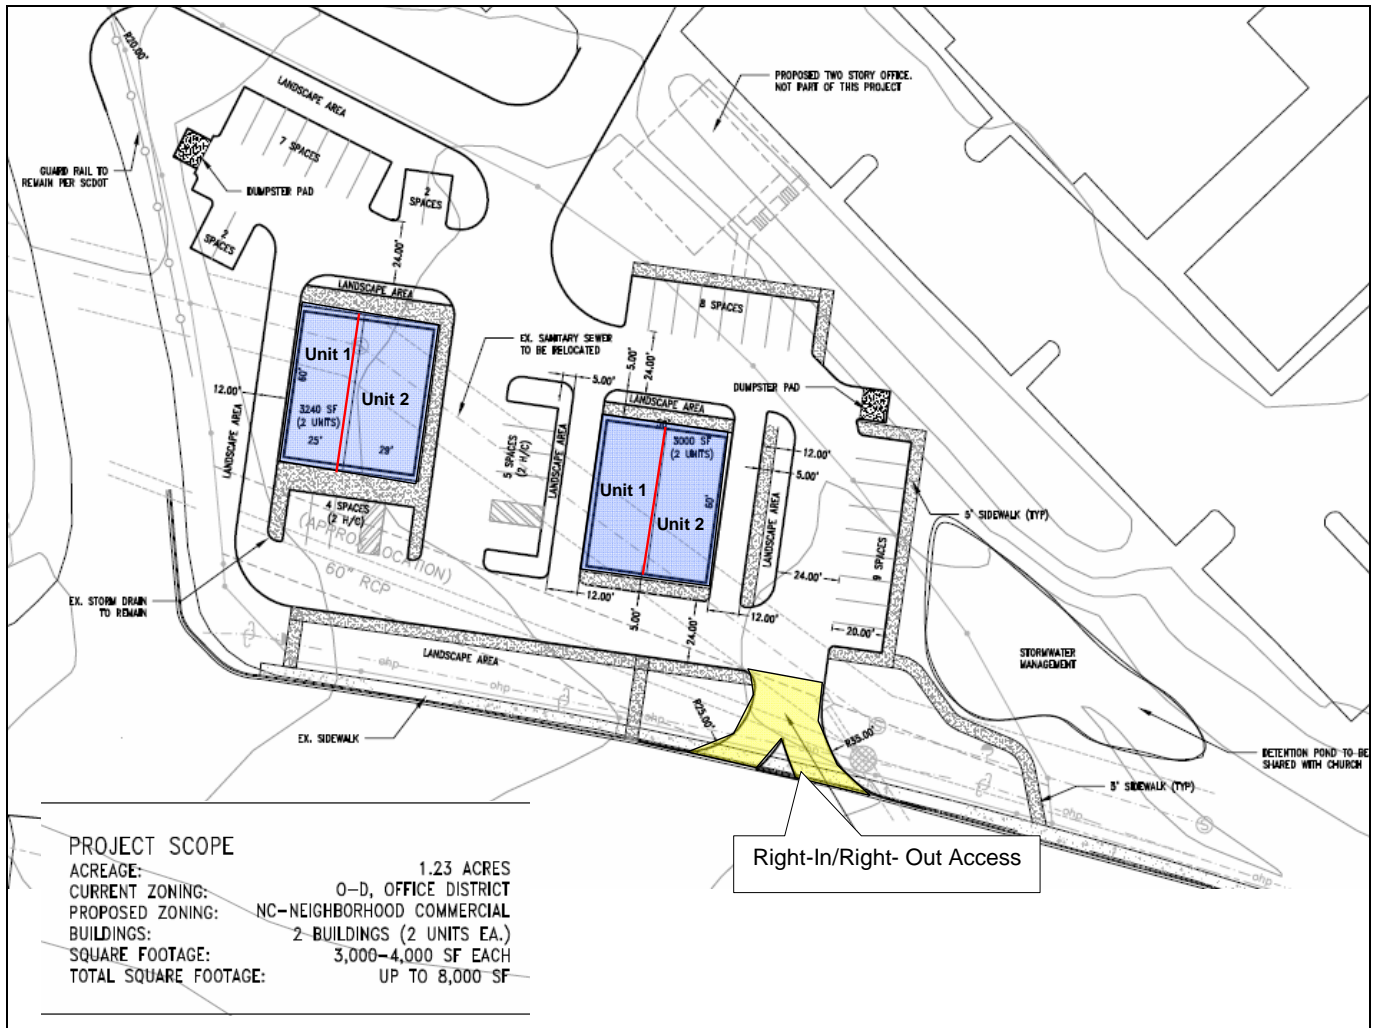 R20.00'
LANDSCAPE AREA
PROPOSED TWO STORY OFFICE.
NOT PART OF THIS PROJECT
7 SPACES
GUARD RAIL TO
REMAIN PER SCDOT
DUMPSTER PAD
2
SPACES
2
SPACES
24.00'
LANDSCAPE AREA
8 SPACES
EX. SANITARY SEWER
TO BE RELOCATED
Unit 1
Unit 2
60'
12.00'
3240 SF
(2 UNITS)
25'
29'
LANDSCAPE AREA
5.00'
5.00'
24.00'
DUMPSTER PAD
LANDSCAPE AREA
3000 SF
(2 UNITS)
Unit 1
Unit 2
60'
5 SPACES
(2 H/C)
LANDSCAPE AREA
12.00'
5.00'
LANDSCAPE AREA
4 SPACES
(2 H/C)
(APPROX LOCATION)
60" RCP
5' SIDEWALK (TYP)
9 SPACES
24.00'
EX. STORM DRAIN
TO REMAIN
12.00'
5.00'
24.00'
12.00'
20.00'
LANDSCAPE AREA
STORMWATER
MANAGEMENT
ohp
ohp
ohp
R25.00'
R35.00'
EX. SIDEWALK
DETENTION POND TO BE
SHARED WITH CHURCH
5' SIDEWALK (TYP)
ohp
ohp
Right-In/Right- Out Access
PROJECT SCOPE
ACREAGE: 1.23 ACRES
CURRENT ZONING: O-D, OFFICE DISTRICT
PROPOSED ZONING: NC-NEIGHBORHOOD COMMERCIAL
BUILDINGS: 2 BUILDINGS (2 UNITS EA.)
SQUARE FOOTAGE: 3,000-4,000 SF EACH
TOTAL SQUARE FOOTAGE: UP TO 8,000 SF